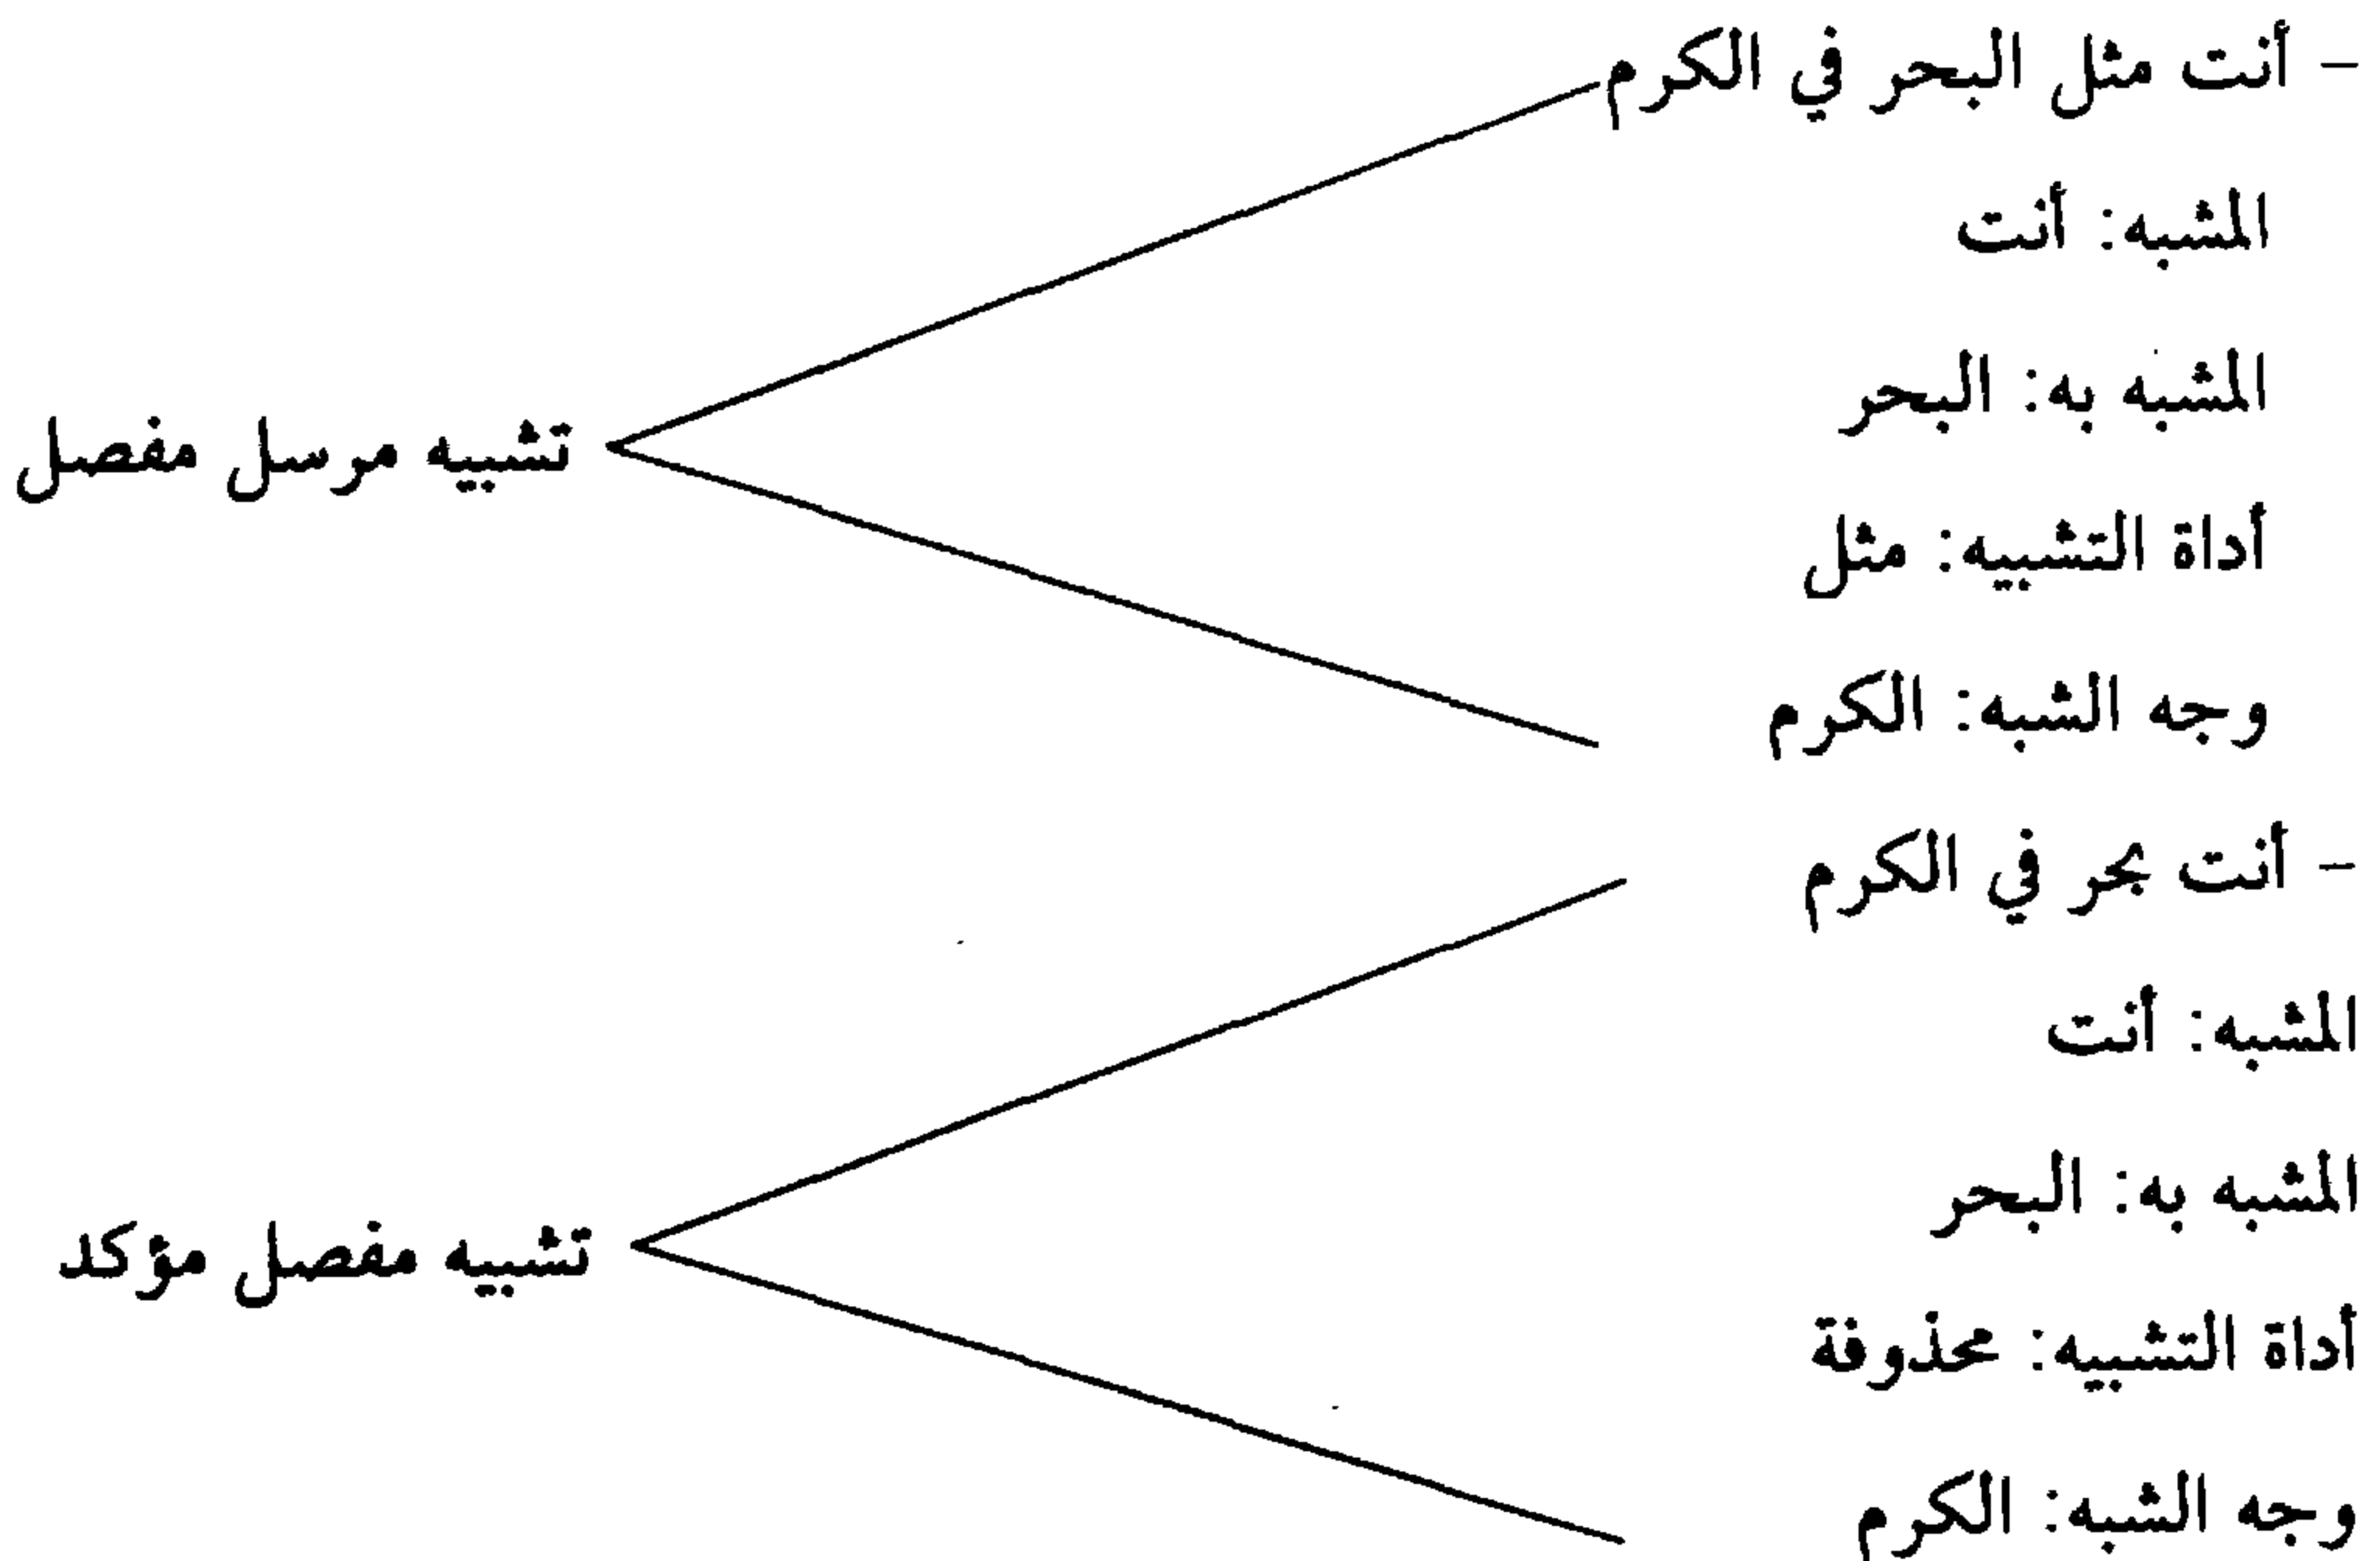 – أنت مثل البحر في الكرم
المشبه: أنت
المشبه به: البحر
تشبيه مرسل مفصل
أداة التشبيه: مثل
وجه الشبه: الكرم
– أنت بحر في الكرم
المشبه: أنت
المشبه به: البحر
تشبيه مفصل مؤكد
أداة التشبيه: محذوفة
وجه الشبه: الكرم